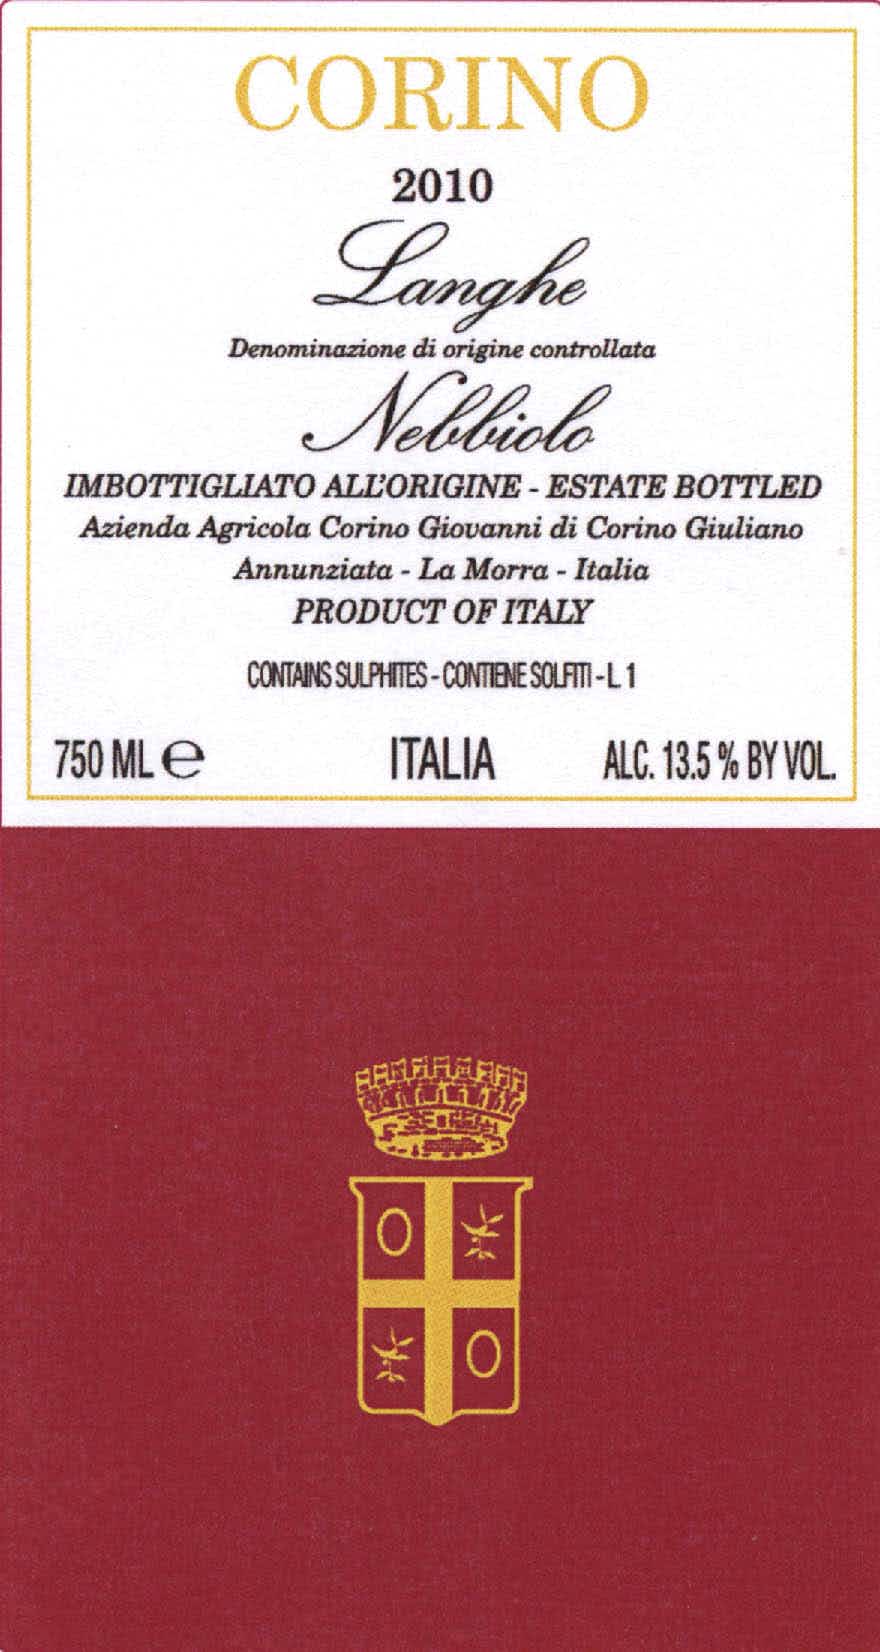 CORINO
2010
Langhe
Denominazione di origine controllata
Nebbiolo
IMBOTTIGLIATO ALL'ORIGINE - ESTATE BOTTLED
Azienda Agricola Corino Giovanni di Corino Giuliano
Annunziata - La Morra - Italia
PRODUCT OF ITALY
CONTAINS SULPHITES - CONTIENE SOLFITI - L 1
750 ML e ITALIA ALC. 13.5 % BY VOL.